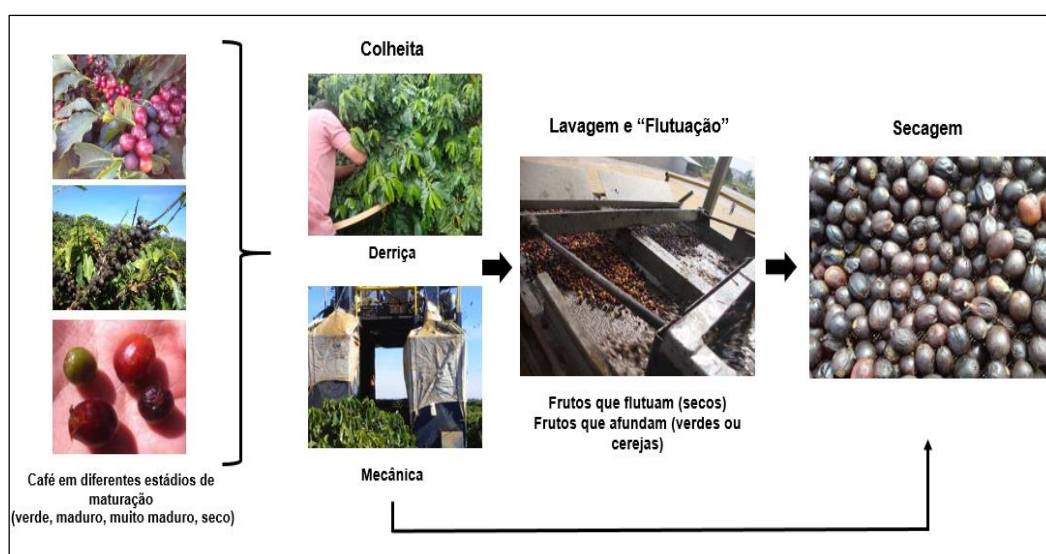 Café em diferentes estádios de
maturação
(verde, maduro, muito maduro, seco)
Colheita
Derriça
Mecânica
Lavagem e “Flutuação”
Frutos que flutuam (secos)
Frutos que afundam (verdes ou
cerejas)
Secagem